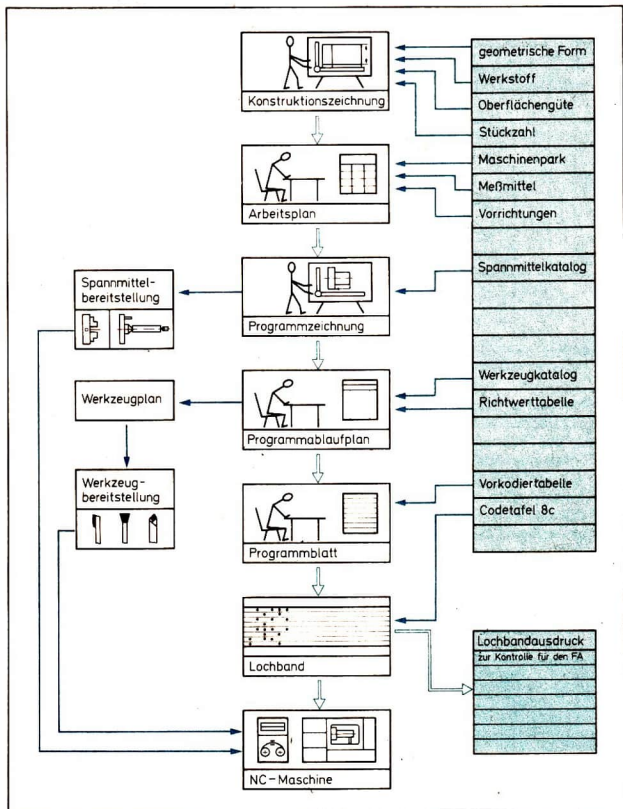 geometrische Form
Werkstoff
Oberflächengüte
Stückzahl
Maschinenpark
Meßmittel
Vorrichtungen
Spannmittelkatalog
Werkzeugkatalog
Richtwerttabelle
Vorkodiertabelle
Codetafel 8c
Konstruktionszeichnung
Arbeitsplan
Spannmittel-
bereitstellung
Programmzeichnung
Werkzeugplan
Programmablaufplan
Werkzeug-
bereitstellung
Programmblatt
Lochband
Lochbandausdruck
zur Kontrolle für den FA
NC-Maschine